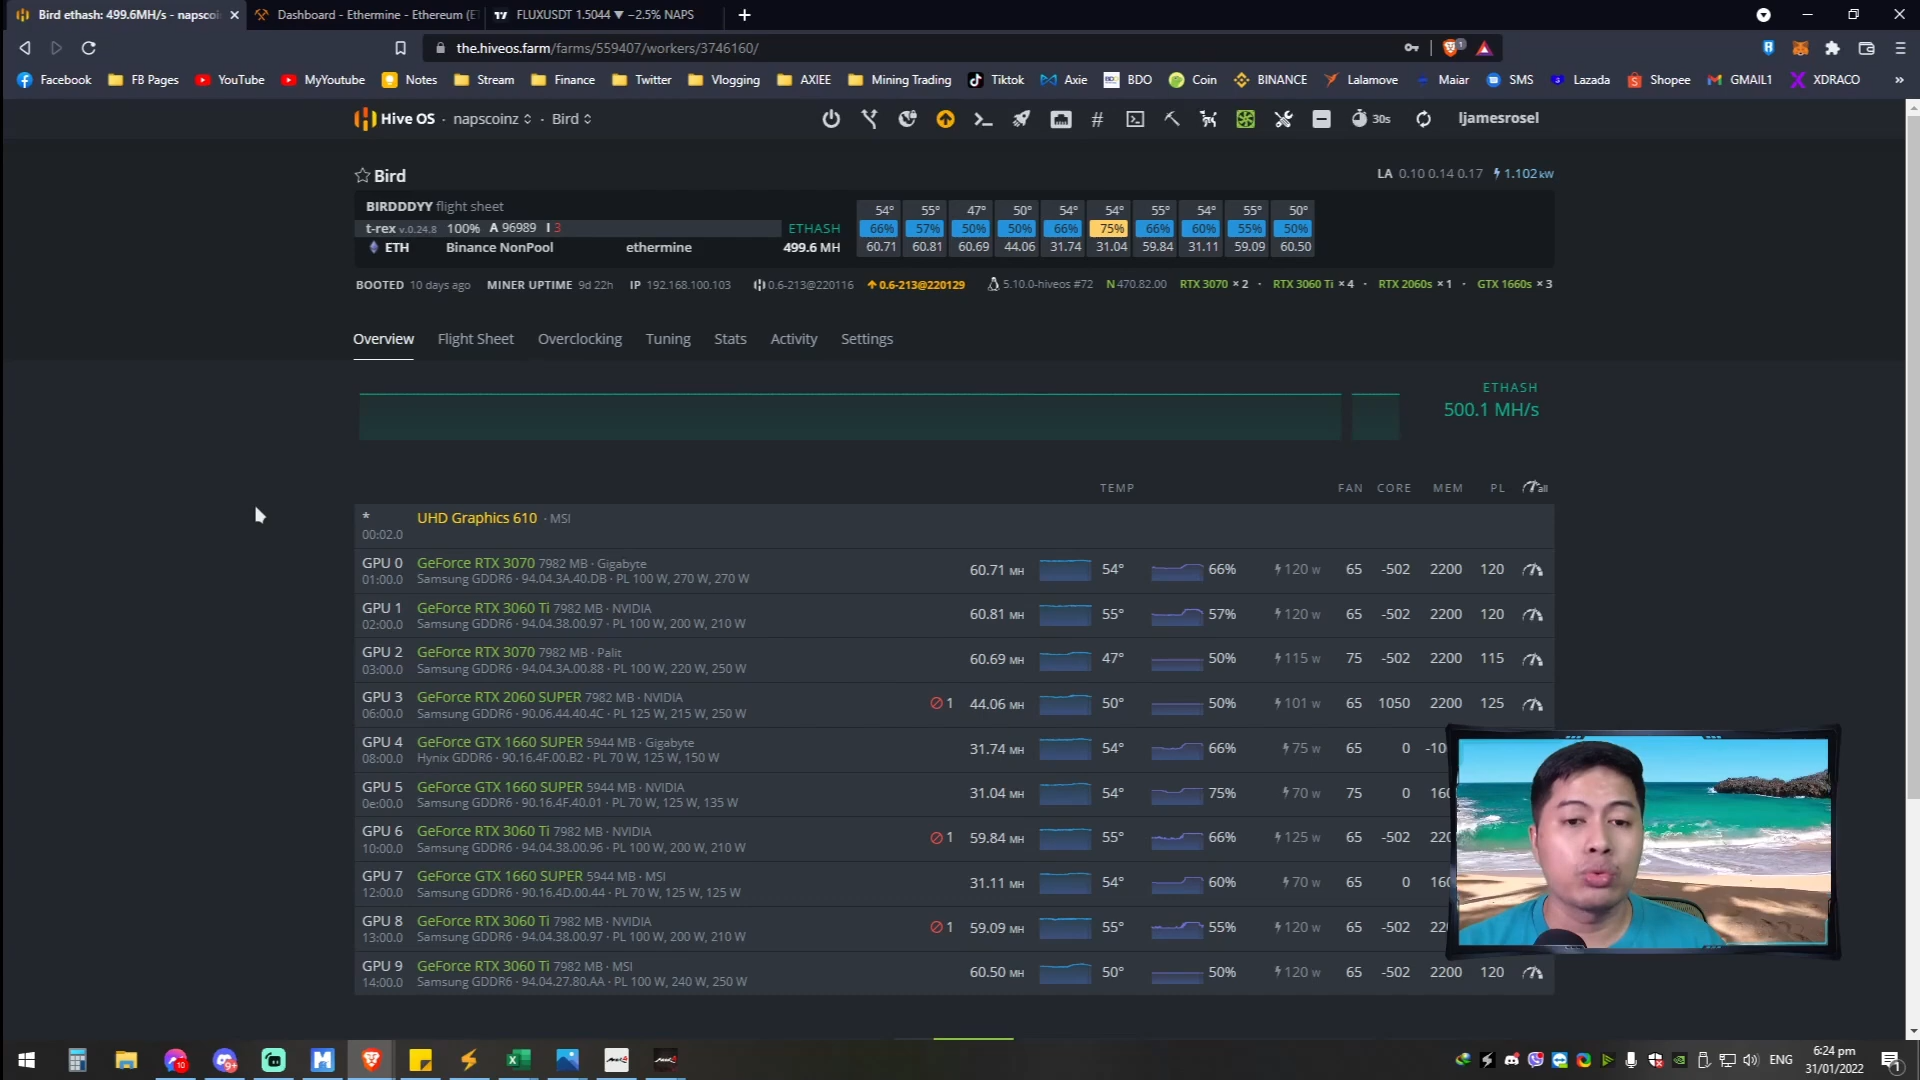 Bird ethash: 499.6MH/s - napscoin
Dashboard - Ethermine - Ethereum (E
FLUXUSDT 1.5044 ▼ −2.5% NAPS
the.hiveos.farm/farms/559407/workers/3746160/
Facebook FB Pages YouTube MyYoutube Notes Stream Finance Twitter Vlogging AXIEE Mining Trading Tiktok Axie BDO Coin BINANCE Lalamove Maiar SMS Lazada Shopee GMAIL1 XDRACO »
Hive OS · napscoinz · Bird 30s ljamesrosel
Bird LA 0.10 0.14 0.17 1.102 kW
BIRDDDYY flight sheet 54° 55° 47° 50° 54° 54° 55° 54° 55° 50°
t-rex v.0.24.8 100% A 96989 I 3 ETHASH 66% 57% 50% 50% 66% 75% 66% 60% 55% 50%
ETH Binance NonPool ethermine 499.6 MH 60.71 60.81 60.69 44.06 31.74 31.04 59.84 31.11 59.09 60.50
BOOTED 10 days ago MINER UPTIME 9d 22h IP 192.168.100.103 0.6-213@220116 0.6-213@220129 5.10.0-hiveos #72 N 470.82.00 RTX 3070 × 2 · RTX 3060 Ti × 4 · RTX 2060s × 1 · GTX 1660s × 3
Overview Flight Sheet Overclocking Tuning Stats Activity Settings
ETHASH
500.1 MH/s
TEMP FAN CORE MEM PL all
* UHD Graphics 610 · MSI
00:02.0
GPU 0 GeForce RTX 3070 7982 MB · Gigabyte 60.71 MH 54° 66% 120 W 65 -502 2200 120
01:00.0 Samsung GDDR6 · 94.04.3A.40.DB · PL 100 W, 270 W, 270 W
GPU 1 GeForce RTX 3060 Ti 7982 MB · NVIDIA 60.81 MH 55° 57% 120 W 65 -502 2200 120
02:00.0 Samsung GDDR6 · 94.04.38.00.97 · PL 100 W, 200 W, 210 W
GPU 2 GeForce RTX 3070 7982 MB · Palit 60.69 MH 47° 50% 115 W 75 -502 2200 115
03:00.0 Samsung GDDR6 · 94.04.3A.00.88 · PL 100 W, 220 W, 250 W
GPU 3 GeForce RTX 2060 SUPER 7982 MB · NVIDIA 1 44.06 MH 50° 50% 101 W 65 1050 2200 125
06:00.0 Samsung GDDR6 · 90.06.44.40.4C · PL 125 W, 215 W, 250 W
GPU 4 GeForce GTX 1660 SUPER 5944 MB · Gigabyte 31.74 MH 54° 66% 75 W 65 0 -10
08:00.0 Hynix GDDR6 · 90.16.4F.00.B2 · PL 70 W, 125 W, 150 W
GPU 5 GeForce GTX 1660 SUPER 5944 MB · NVIDIA 31.04 MH 54° 75% 70 W 75 0 160
0e:00.0 Samsung GDDR6 · 90.16.4F.40.01 · PL 70 W, 125 W, 135 W
GPU 6 GeForce RTX 3060 Ti 7982 MB · NVIDIA 1 59.84 MH 55° 66% 125 W 65 -502 220
10:00.0 Samsung GDDR6 · 94.04.38.00.96 · PL 100 W, 200 W, 210 W
GPU 7 GeForce GTX 1660 SUPER 5944 MB · MSI 31.11 MH 54° 60% 70 W 65 0 160
12:00.0 Samsung GDDR6 · 90.16.4D.00.44 · PL 70 W, 125 W, 125 W
GPU 8 GeForce RTX 3060 Ti 7982 MB · NVIDIA 1 59.09 MH 55° 55% 120 W 65 -502 220
13:00.0 Samsung GDDR6 · 94.04.38.00.97 · PL 100 W, 200 W, 210 W
GPU 9 GeForce RTX 3060 Ti 7982 MB · MSI 60.50 MH 50° 50% 120 W 65 -502 2200 120
14:00.0 Samsung GDDR6 · 94.04.27.80.AA · PL 100 W, 240 W, 250 W
ENG 6:24 pm
31/01/2022